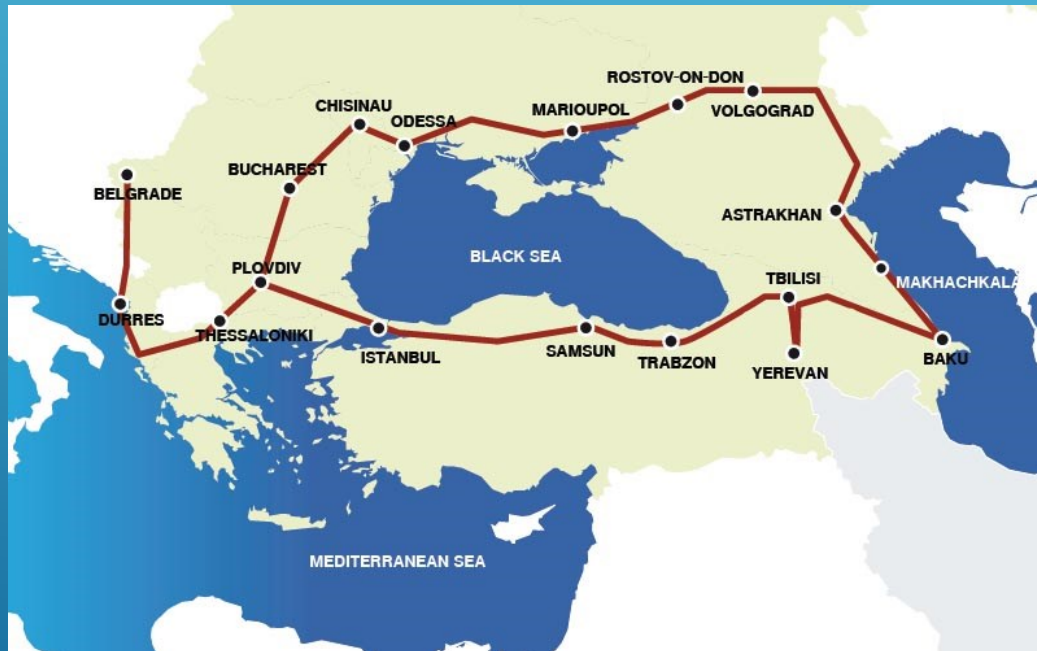 ROSTOV-ON-DON
CHISINAU
MARIOUPOL
VOLGOGRAD
ODESSA
BUCHAREST
BELGRADE
ASTRAKHAN
BLACK SEA
PLOVDIV
TBILISI
MAKHACHKALA
DURRES
THESSALONIKI
ISTANBUL
SAMSUN
TRABZON
YEREVAN
BAKU
MEDITERRANEAN SEA